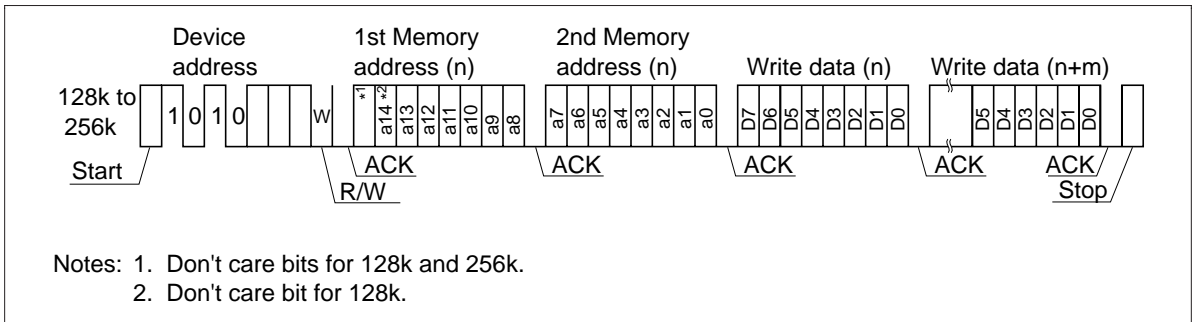 Device address
1st Memory address (n)
2nd Memory address (n)
Write data (n)
Write data (n+m)
128k to 256k
1 0 1 0
W
*1
a14 *2
a13
a12
a11
a10
a9
a8
a7
a6
a5
a4
a3
a2
a1
a0
D7
D6
D5
D4
D3
D2
D1
D0
D5
D4
D3
D2
D1
D0
Start
R/W
ACK
ACK
ACK
ACK
ACK
Stop
Notes: 1. Don't care bits for 128k and 256k.
2. Don't care bit for 128k.